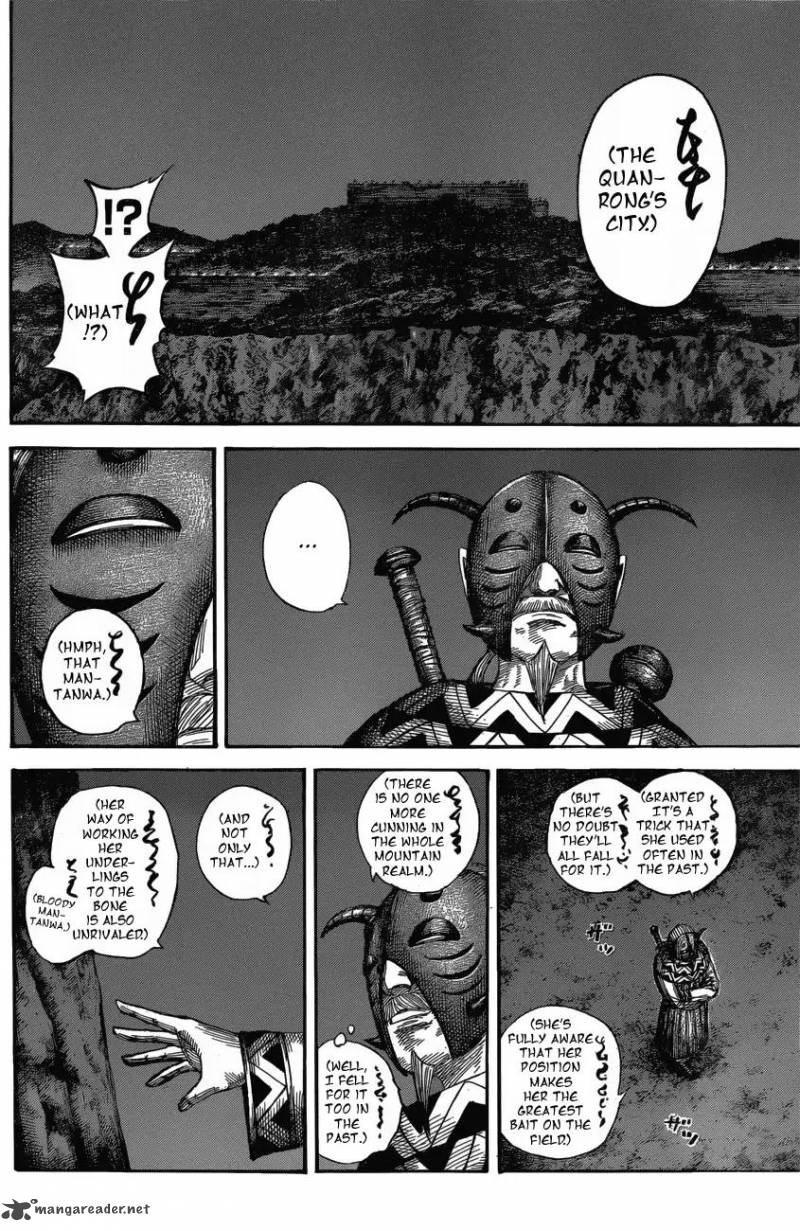 (THE
QUAN-
RONG'S
CITY.)
!?
(WHAT
!?)
...
(HMPH,
THAT
MAN-
TANWA.)
(GRANTED
IT'S A
TRICK THAT
SHE USED
OFTEN IN
THE PAST.)
(BUT
THERE'S
NO DOUBT
THEY'LL
ALL FALL
FOR IT.)
ザッ
(SHE'S
FULLY AWARE
THAT HER
POSITION
MAKES
HER THE
GREATEST
BAIT ON
THE FIELD.)
ザッ
(THERE
IS NO ONE
MORE
CUNNING IN
THE WHOLE
MOUNTAIN
REALM.)
(WELL,
I FELL
FOR IT
TOO IN
THE
PAST.)
(AND
NOT
ONLY
THAT...)
(HER
WAY OF
WORKING
HER
UNDER-
LINGS
TO THE
BONE
IS ALSO
UNRIVALED.)
(BLOODY
MAN-
TANWA.)
mangareader.net